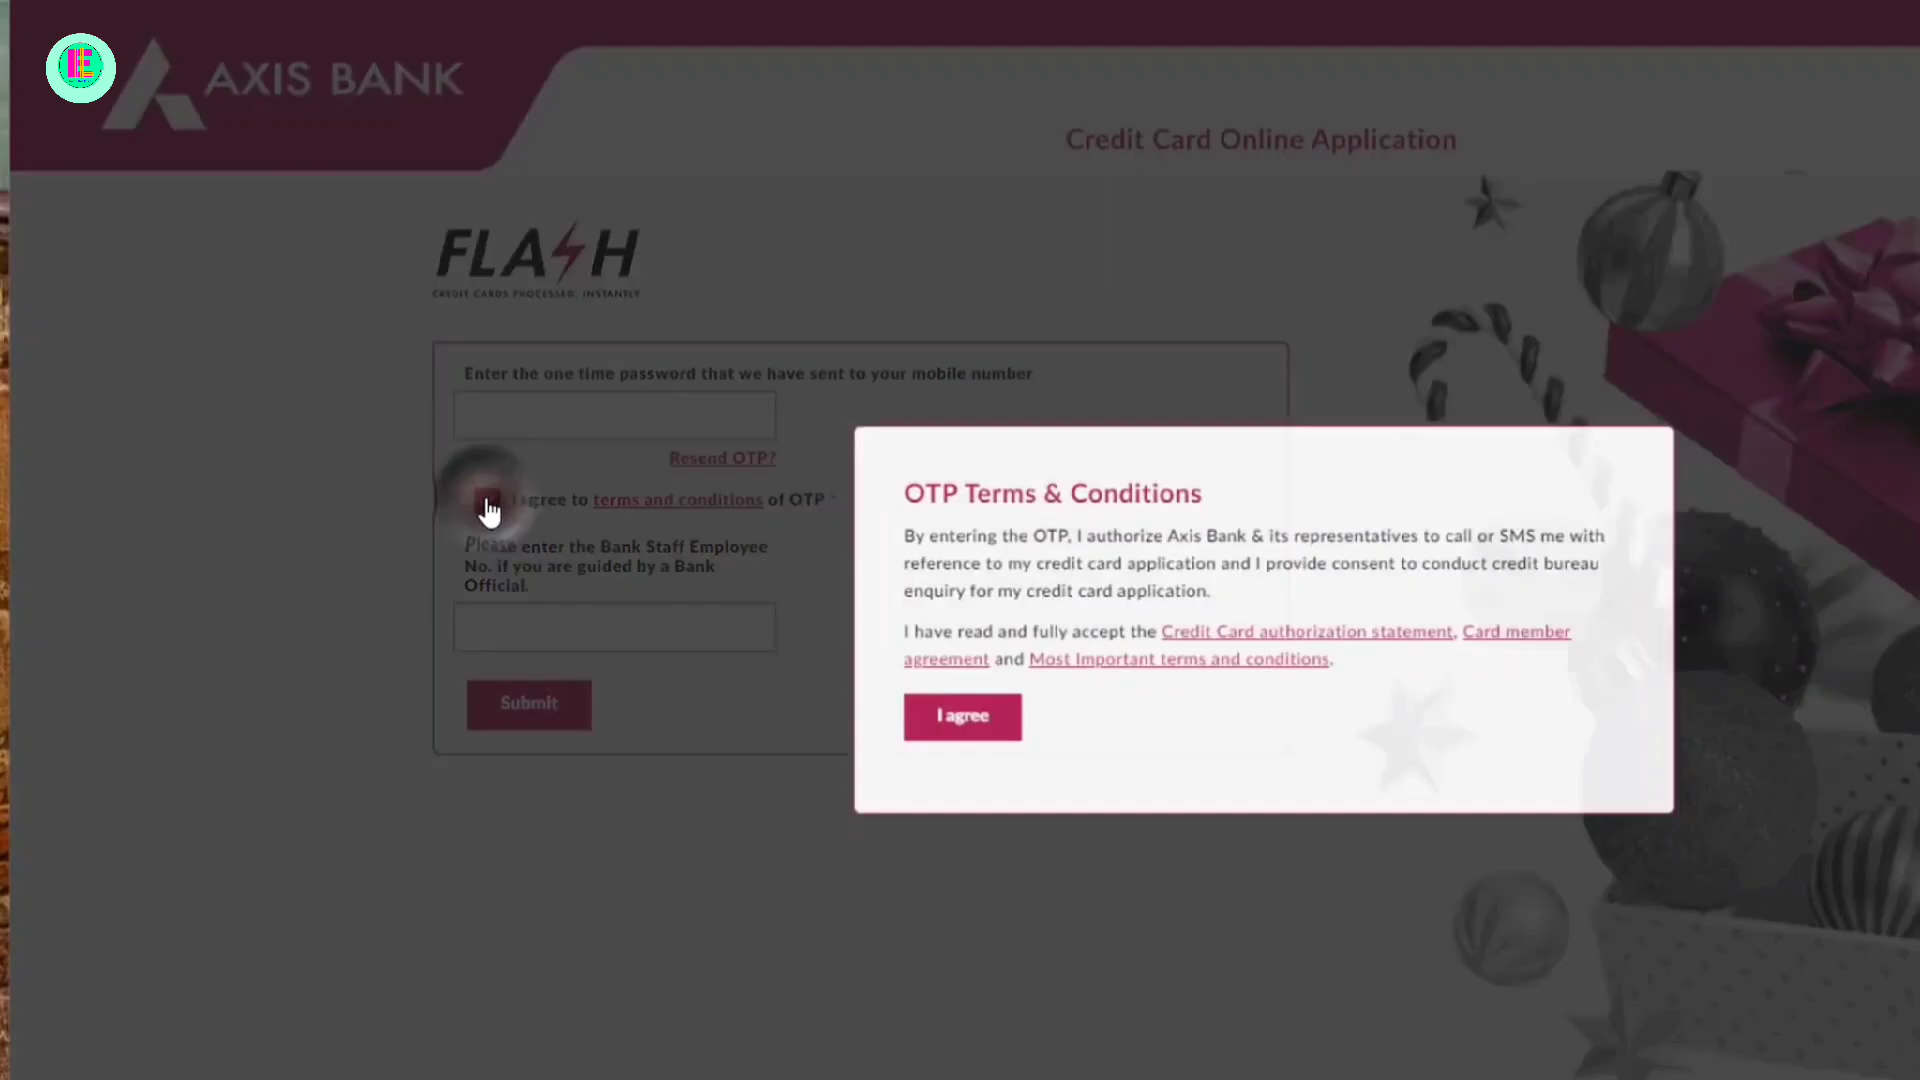 E
AXIS BANK
Credit Card Online Application
FLASH
CREDIT CARDS PROCESSED, INSTANTLY
Enter the one time password that we have sent to your mobile number
Resend OTP?
I agree to terms and conditions of OTP *
Please enter the Bank Staff Employee
No. if you are guided by a Bank
Official.
Submit
OTP Terms & Conditions
By entering the OTP, I authorize Axis Bank & its representatives to call or SMS me with
reference to my credit card application and I provide consent to conduct credit bureau
enquiry for my credit card application.
I have read and fully accept the Credit Card authorization statement, Card member
agreement and Most Important terms and conditions.
I agree